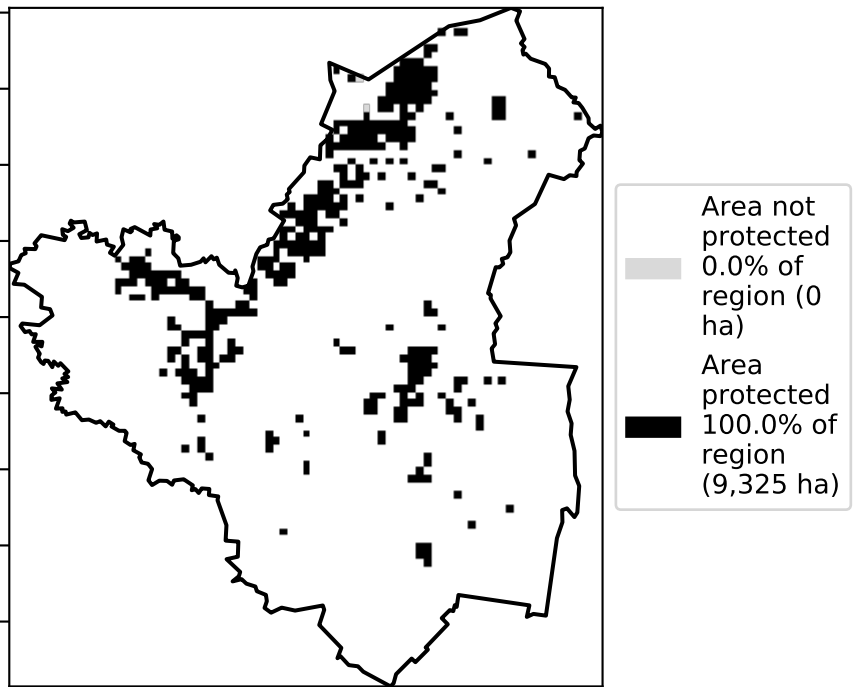 Area not
protected
0.0% of
region (0
ha)
Area
protected
100.0% of
region
(9,325 ha)